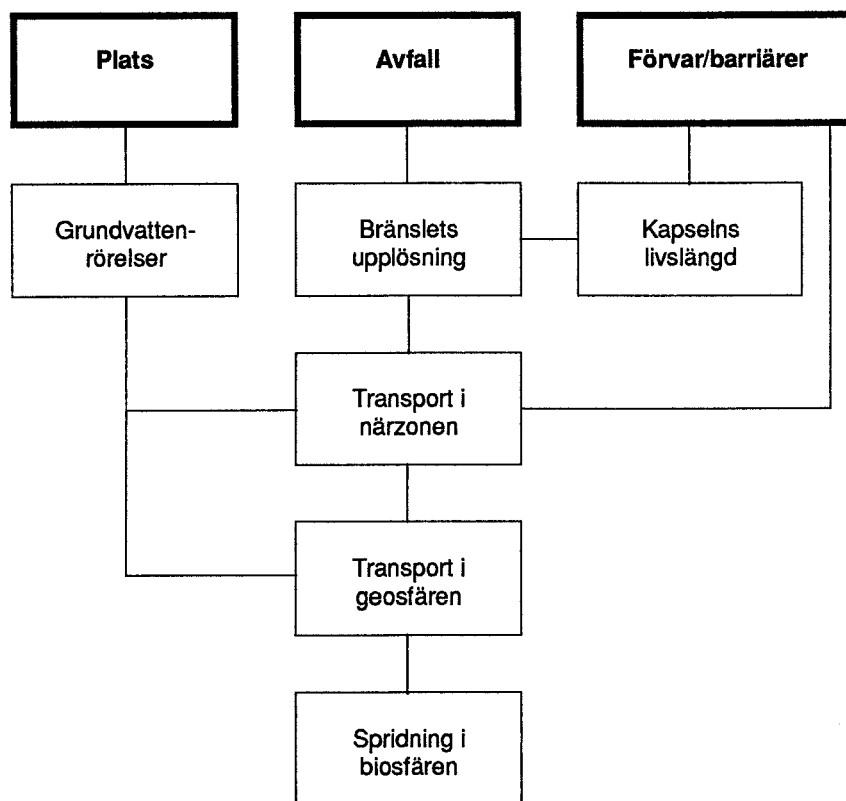 Plats
Avfall
Förvar/barriärer
Grundvatten-
rörelser
Bränslets
upplösning
Kapselns
livslängd
Transport i
närzonen
Transport i
geosfären
Spridning i
biosfären